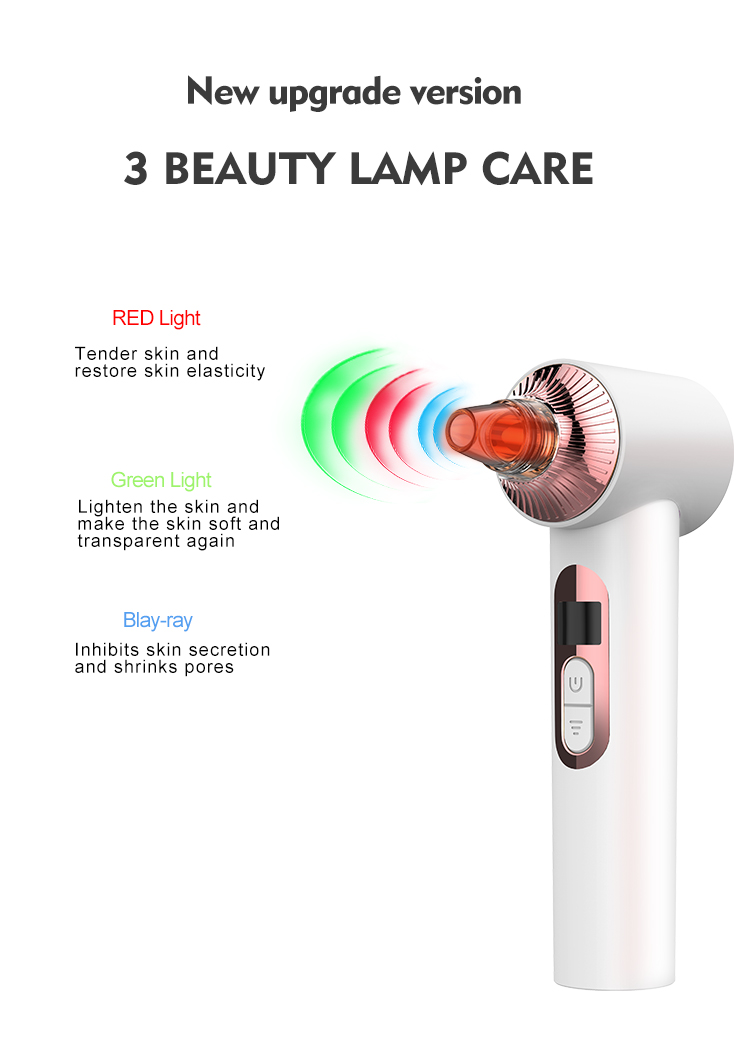 New upgrade version
3 BEAUTY LAMP CARE
RED Light
Tender skin and
restore skin elasticity
Green Light
Lighten the skin and
make the skin soft and
transparent again
Blay-ray
Inhibits skin secretion
and shrinks pores